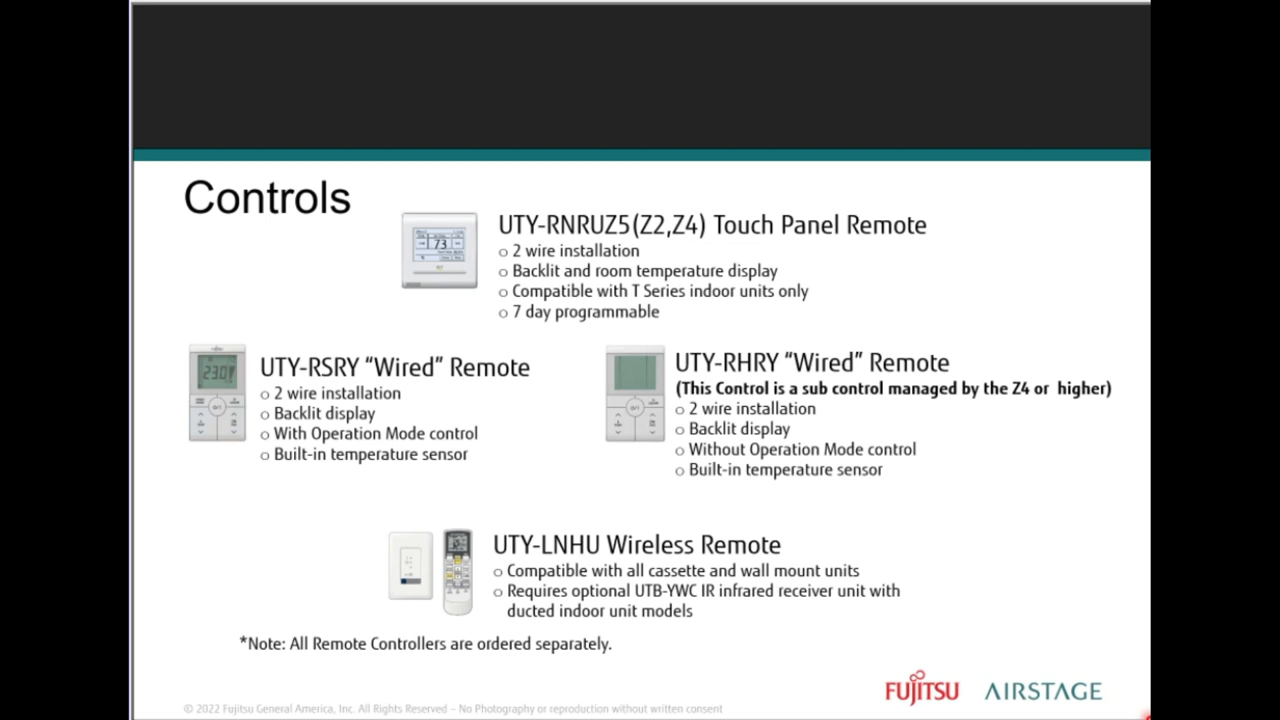 Controls
UTY-RNRUZ5(Z2,Z4) Touch Panel Remote
o 2 wire installation
o Backlit and room temperature display
o Compatible with T Series indoor units only
o 7 day programmable
73
UTY-RSRY “Wired” Remote
o 2 wire installation
o Backlit display
o With Operation Mode control
o Built-in temperature sensor
UTY-RHRY “Wired” Remote
(This Control is a sub control managed by the Z4 or  higher)
o 2 wire installation
o Backlit display
o Without Operation Mode control
o Built-in temperature sensor
UTY-LNHU Wireless Remote
o Compatible with all cassette and wall mount units
o Requires optional UTB-YWC IR infrared receiver unit with
ducted indoor unit models
*Note: All Remote Controllers are ordered separately.
FUJITSU AIRSTAGE
© 2022 Fujitsu General America, Inc. All Rights Reserved – No Photography or reproduction without written consent